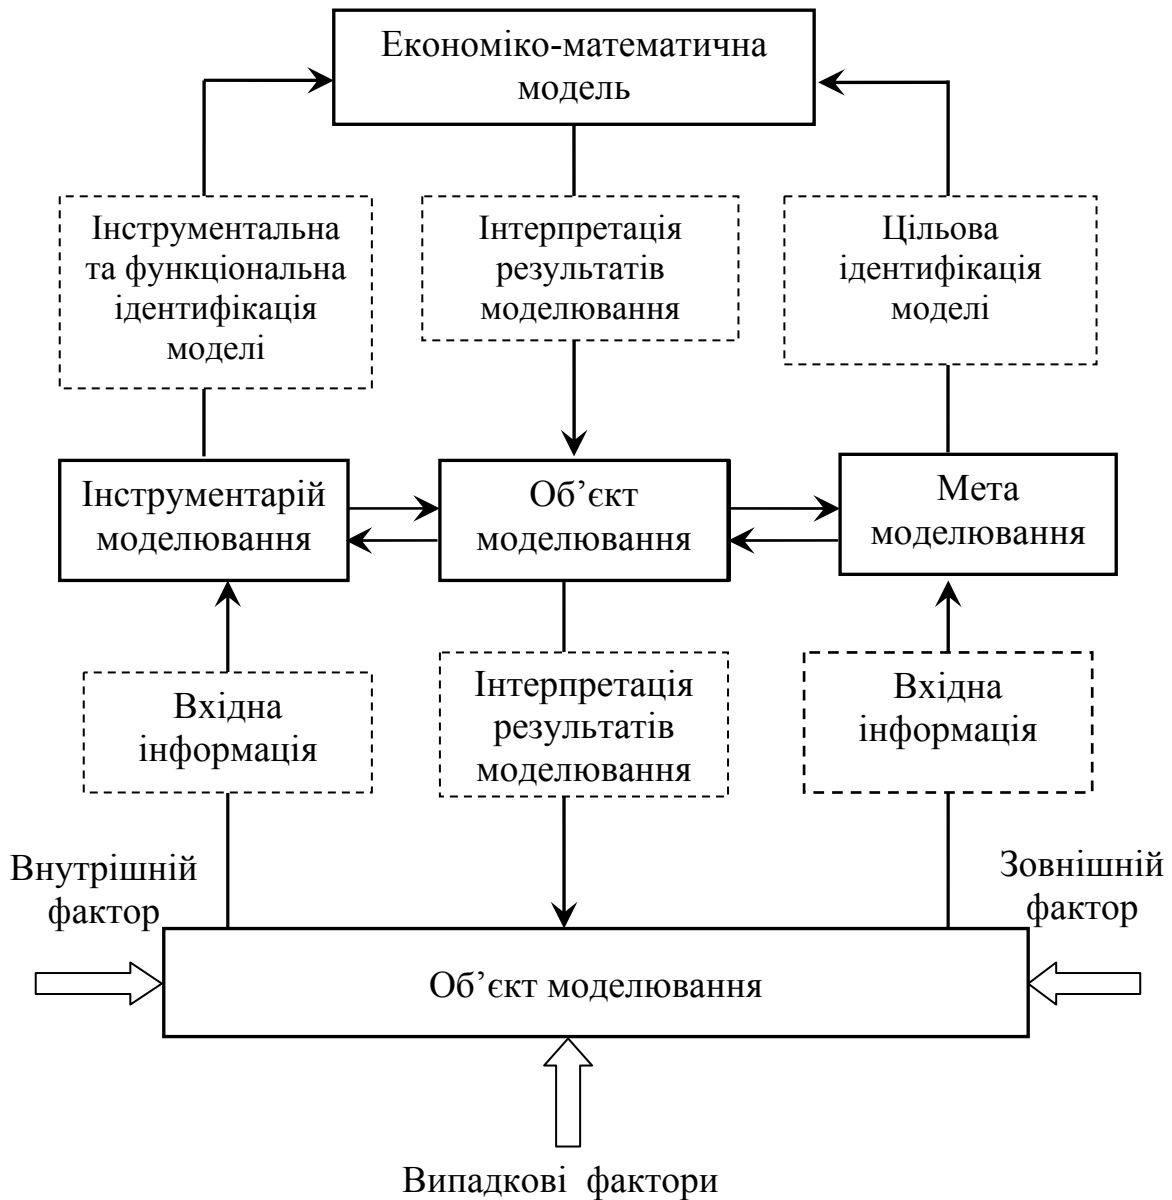 Економіко-математична
модель
Інструментальна
та функціональна
ідентифікація
моделі
Інтерпретація
результатів
моделювання
Цільова
ідентифікація
моделі
Інструментарій
моделювання
Об’єкт
моделювання
Мета
моделювання
Вхідна
інформація
Інтерпретація
результатів
моделювання
Вхідна
інформація
Внутрішній
фактор
Зовнішній
фактор
Об’єкт моделювання
Випадкові фактори